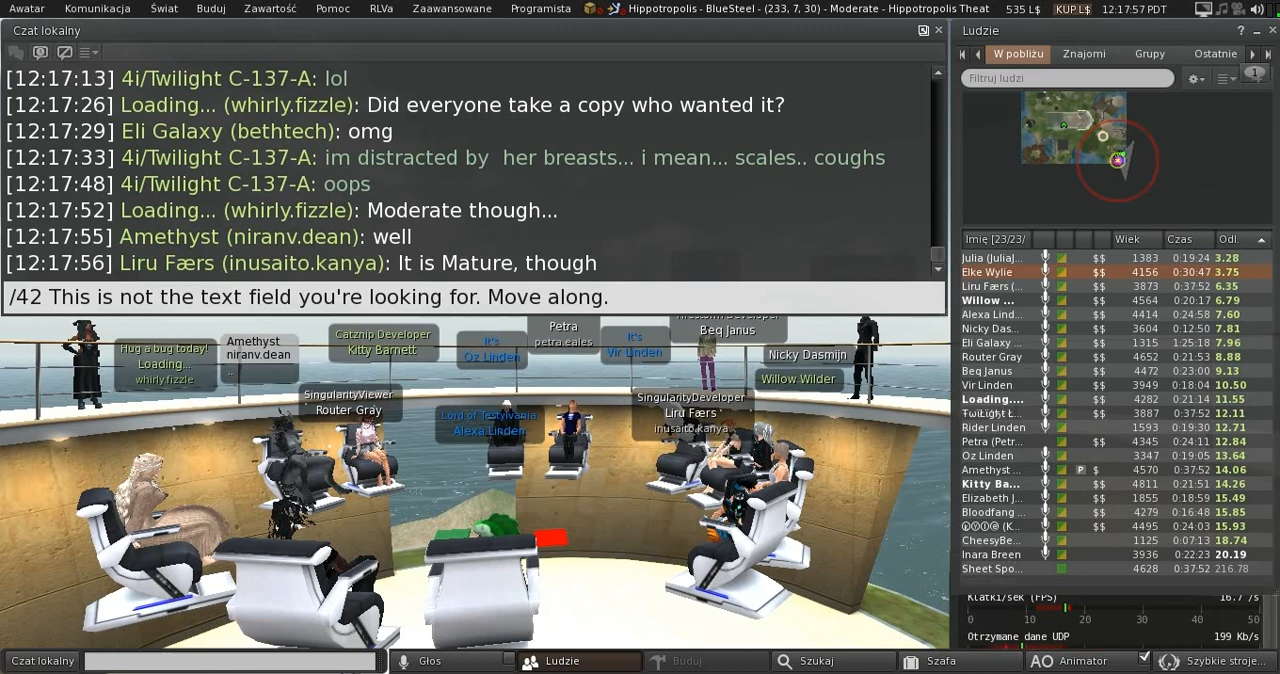 Awatar Komunikacja Świat Buduj Zawartość Pomoc RLVa Zaawansowane Programista Hippotropolis - BlueSteel - (233, 7, 30) - Moderate - Hippotropolis Theat 535 L$ KUP L$ 12:17:57 PDT
Czat lokalny
[12:17:13] 4i/Twilight C-137-A: lol
[12:17:26] Loading... (whirly.fizzle): Did everyone take a copy who wanted it?
[12:17:29] Eli Galaxy (bethtech): omg
[12:17:33] 4i/Twilight C-137-A: im distracted by her breasts... i mean... scales.. coughs
[12:17:48] 4i/Twilight C-137-A: oops
[12:17:52] Loading... (whirly.fizzle): Moderate though...
[12:17:55] Amethyst (niranv.dean): well
[12:17:56] Liru Færs (inusaito.kanya): It is Mature, though
/42 This is not the text field you're looking for. Move along.
Hug a bug today!
Loading...
whirly.fizzle
Amethyst
niranv.dean
..
Catznip Developer
Kitty Barnett
It's
Oz Linden
Petra
petra.eales
It's
Vir Linden
Beq Janus
Nicky Dasmijn
Willow Wilder
SingularityViewer
Router Gray
Lord of Testylvania
Alexa Linden
SingularityDeveloper
Liru Færs
inusaito.kanya
Ludzie
?
W pobliżu Znajomi Grupy Ostatnie
Filtruj ludzi
1
Imię [23/23/ Wiek Czas Odl.
Julia (JuliaJ... 1383 0:19:24 3.28
Elke Wylie $$ 4156 0:30:47 3.75
Liru Færs (... $$ 3873 0:37:52 6.35
Willow ... $$ 4564 0:20:17 6.79
Alexa Lind... $$ 4414 0:24:58 7.60
Nicky Das... $$ 3604 0:12:50 7.81
Eli Galaxy ... $$ 1315 1:25:18 7.96
Router Gray $$ 4652 0:21:53 8.88
Beq Janus $$ 4472 0:23:00 9.13
Vir Linden $$ 3949 0:18:04 10.50
Loading.... $$ 4282 0:21:14 11.55
$$ 3887 0:37:52 12.11
Rider Linden 1593 0:19:30 12.71
Petra (Petr... $$ 4345 0:24:11 12.84
Oz Linden 3347 0:19:05 13.64
Amethyst ... P $ 4570 0:37:52 14.06
Kitty Ba... $$ 4811 0:21:51 14.26
Elizabeth J... $$ 1855 0:18:59 15.49
Bloodfang ... $$ 4279 0:16:48 15.85
$$ 4495 0:24:03 15.93
CheesyBe... 1125 0:07:13 18.74
Inara Breen $$ 3936 0:22:23 20.19
Sheet Spo... 4628 0:37:52 216.78
Klatki/sek (FPS) 16.7 /s
0 10 20 30 40 50
Otrzymane dane UDP 199 Kb/s
Czat lokalny Głos Ludzie Buduj Szukaj Szafa AO Animator Szybkie stroje...